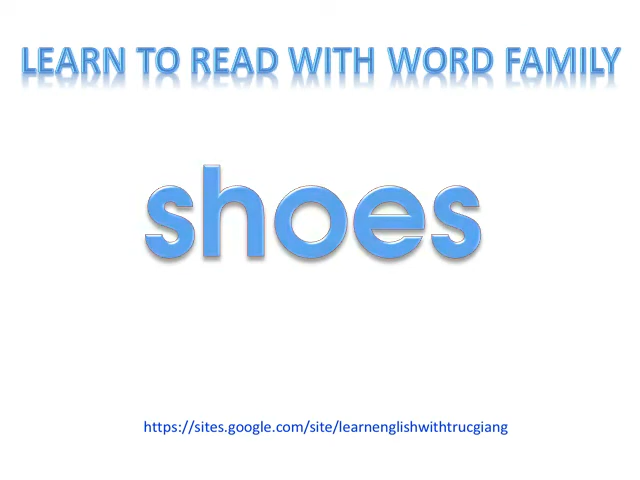 LEARN TO READ WITH WORD FAMILY
shoes
https://sites.google.com/site/learnenglishwithtrucgiang